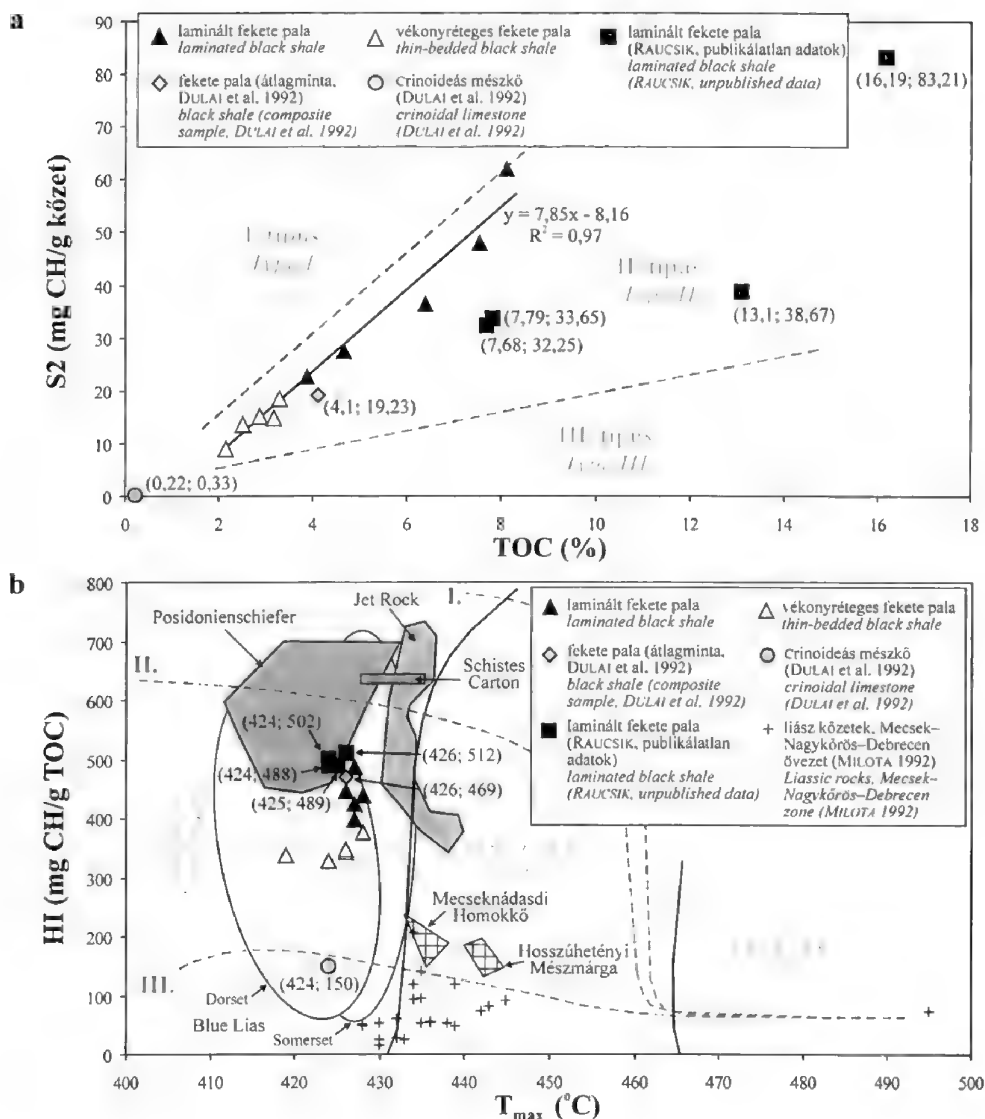 a
90
80
70
60
50
40
30
20
10
0
S2 (mg CH/g kőzet)
laminált fekete pala
laminated black shale
vékonyréteges fekete pala
thin-bedded black shale
laminált fekete pala
(RAUCSIK, publikálatlan adatok)
laminated black shale
(RAUCSIK, unpublished data)
fekete pala (átlagminta,
DULAI et al. 1992)
black shale (composite
sample, DULAI et al. 1992)
Crinoideás mészkő
(DULAI et al. 1992)
crinoidal limestone
(DULAI et al. 1992)
(16,19; 83,21)
y = 7,85x - 8,16
R² = 0,97
I. típus
type I
II. típus
type II
(13,1; 38,67)
(7,79; 33,65)
(7,68; 32,25)
(4,1; 19,23)
III. típus
type III
(0,22; 0,33)
0 2 4 6 8 10 12 14 16 18
TOC (%)
b
800
700
600
500
400
300
200
100
0
HI (mg CH/g TOC)
Posidonienschiefer
Jet Rock
I.
Schistes
Carton
II.
(424; 502)
(426; 512)
(424; 488)
(425; 489)
(426; 469)
laminált fekete pala
laminated black shale
vékonyréteges fekete pala
thin-bedded black shale
fekete pala (átlagminta,
DULAI et al. 1992)
black shale (composite
sample, DULAI et al. 1992)
Crinoideás mészkő
(DULAI et al. 1992)
crinoidal limestone
(DULAI et al. 1992)
laminált fekete pala
(RAUCSIK, publikálatlan
adatok)
laminated black shale
(RAUCSIK, unpublished data)
liász kőzetek, Mecsek–
Nagykőrös–Debrecen
övezet (MILOTA 1992)
Liassic rocks, Mecsek–
Nagykőrös–Debrecen
zone (MILOTA 1992)
Mecseknádasdi
Homokkő
Hosszúhetényi
Mészmárga
III.
(424; 150)
Dorset
Blue Lias
Somerset
400 410 420 430 440 450 460 470 480 490 500
Tmax (°C)